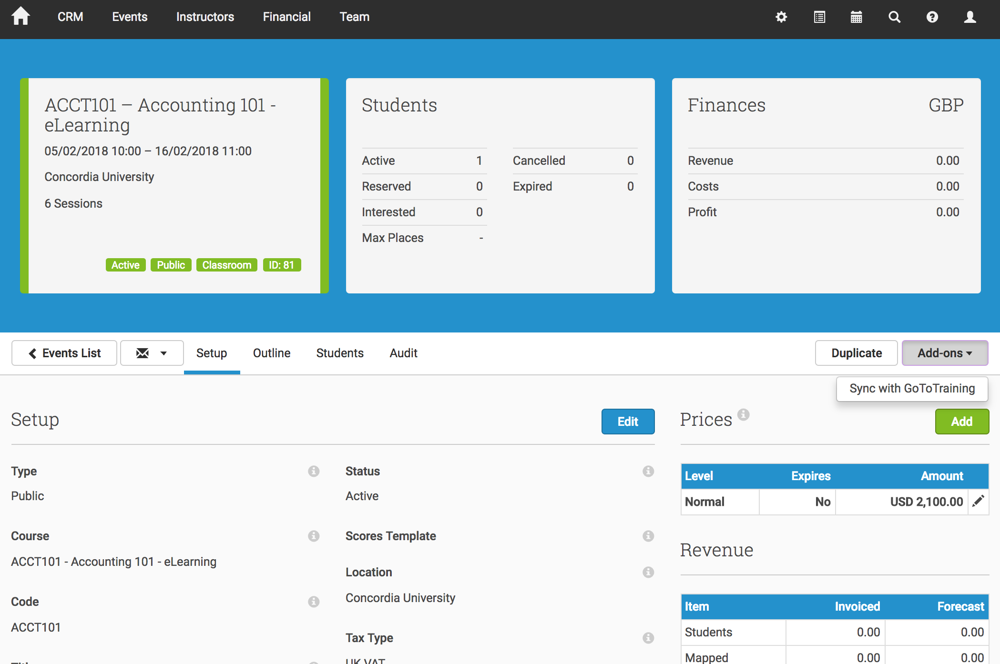 CRM Events Instructors Financial Team
ACCT101 – Accounting 101 -
eLearning
05/02/2018 10:00 – 16/02/2018 11:00
Concordia University
6 Sessions
Active Public Classroom ID: 81
Students
Active 1 Cancelled 0
Reserved 0 Expired 0
Interested 0
Max Places -
Finances GBP
Revenue 0.00
Costs 0.00
Profit 0.00
Events List Setup Outline Students Audit Duplicate Add-ons
Sync with GoToTraining
Setup Edit
Type
Public
Course
ACCT101 - Accounting 101 - eLearning
Code
ACCT101
Status
Active
Scores Template
Location
Concordia University
Tax Type
UK VAT
Prices Add
Level Expires Amount
Normal No USD 2,100.00
Revenue
Item Invoiced Forecast
Students 0.00 0.00
Mapped 0.00 0.00